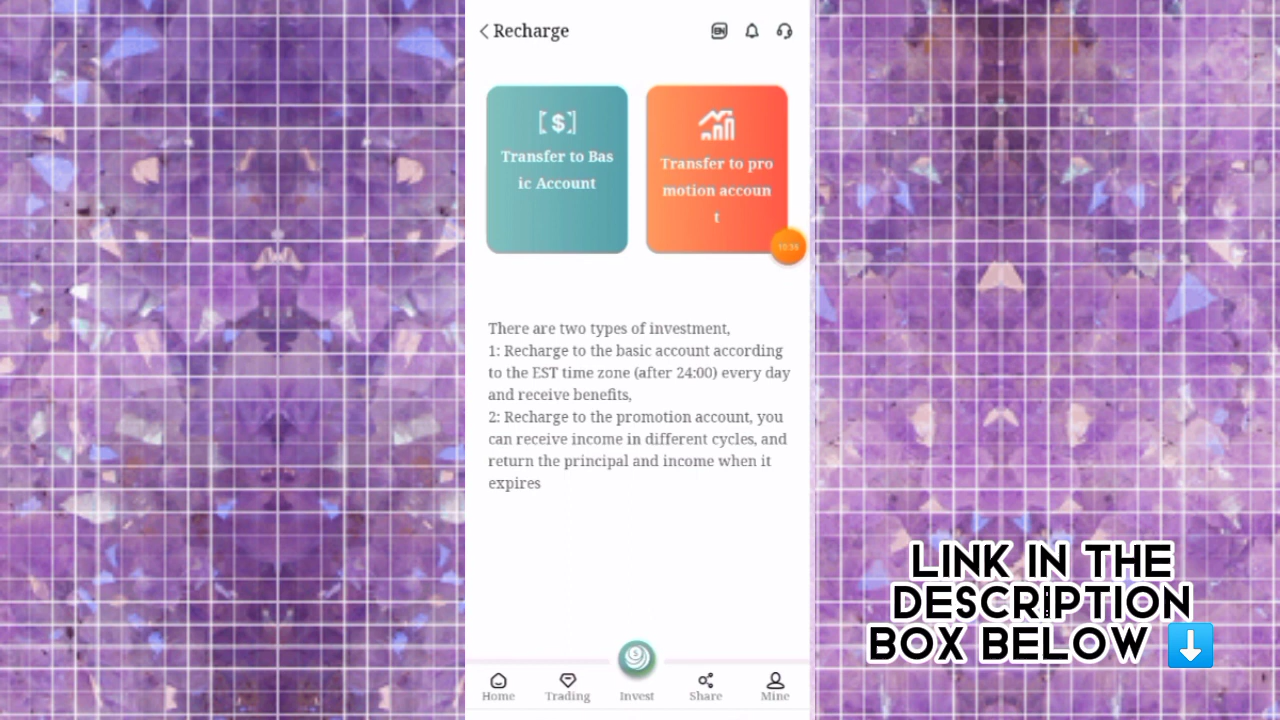 Recharge
EN
$
Transfer to Bas
ic Account
Transfer to pro
motion accoun
t
10:36
There are two types of investment,
1: Recharge to the basic account according
to the EST time zone (after 24:00) every day
and receive benefits,
2: Recharge to the promotion account, you
can receive income in different cycles, and
return the principal and income when it
expires
LINK IN THE
DESCRIPTION
BOX BELOW ⬇️
Home
Trading
Invest
Share
Mine